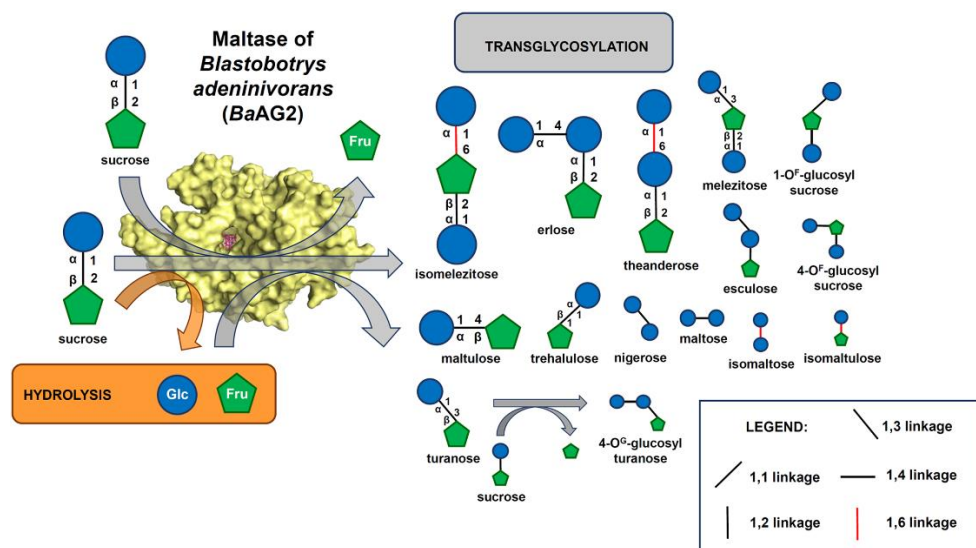 Maltase of
Blastobotrys
adeninivorans
(BaAG2)
TRANSGLYCOSYLATION
α 1
β 2
sucrose
Fru
α 1
β 2
sucrose
HYDROLYSIS
Glc
Fru
α 1
6
β 2
α 1
isomelezitose
1 4
α
α 1
β 2
erlose
α 1
6
α 1
β 2
theanderose
1
α 3
β 2
α 1
melezitose
1-Oᶠ-glucosyl
sucrose
esculose
4-Oᶠ-glucosyl
sucrose
1 4
α β
maltulose
α
β 1
1
trehalulose
nigerose
maltose
isomaltose
isomaltulose
α 1
β 3
turanose
sucrose
4-Oᴳ-glucosyl
turanose
LEGEND:
1,3 linkage
1,1 linkage
1,4 linkage
1,2 linkage
1,6 linkage